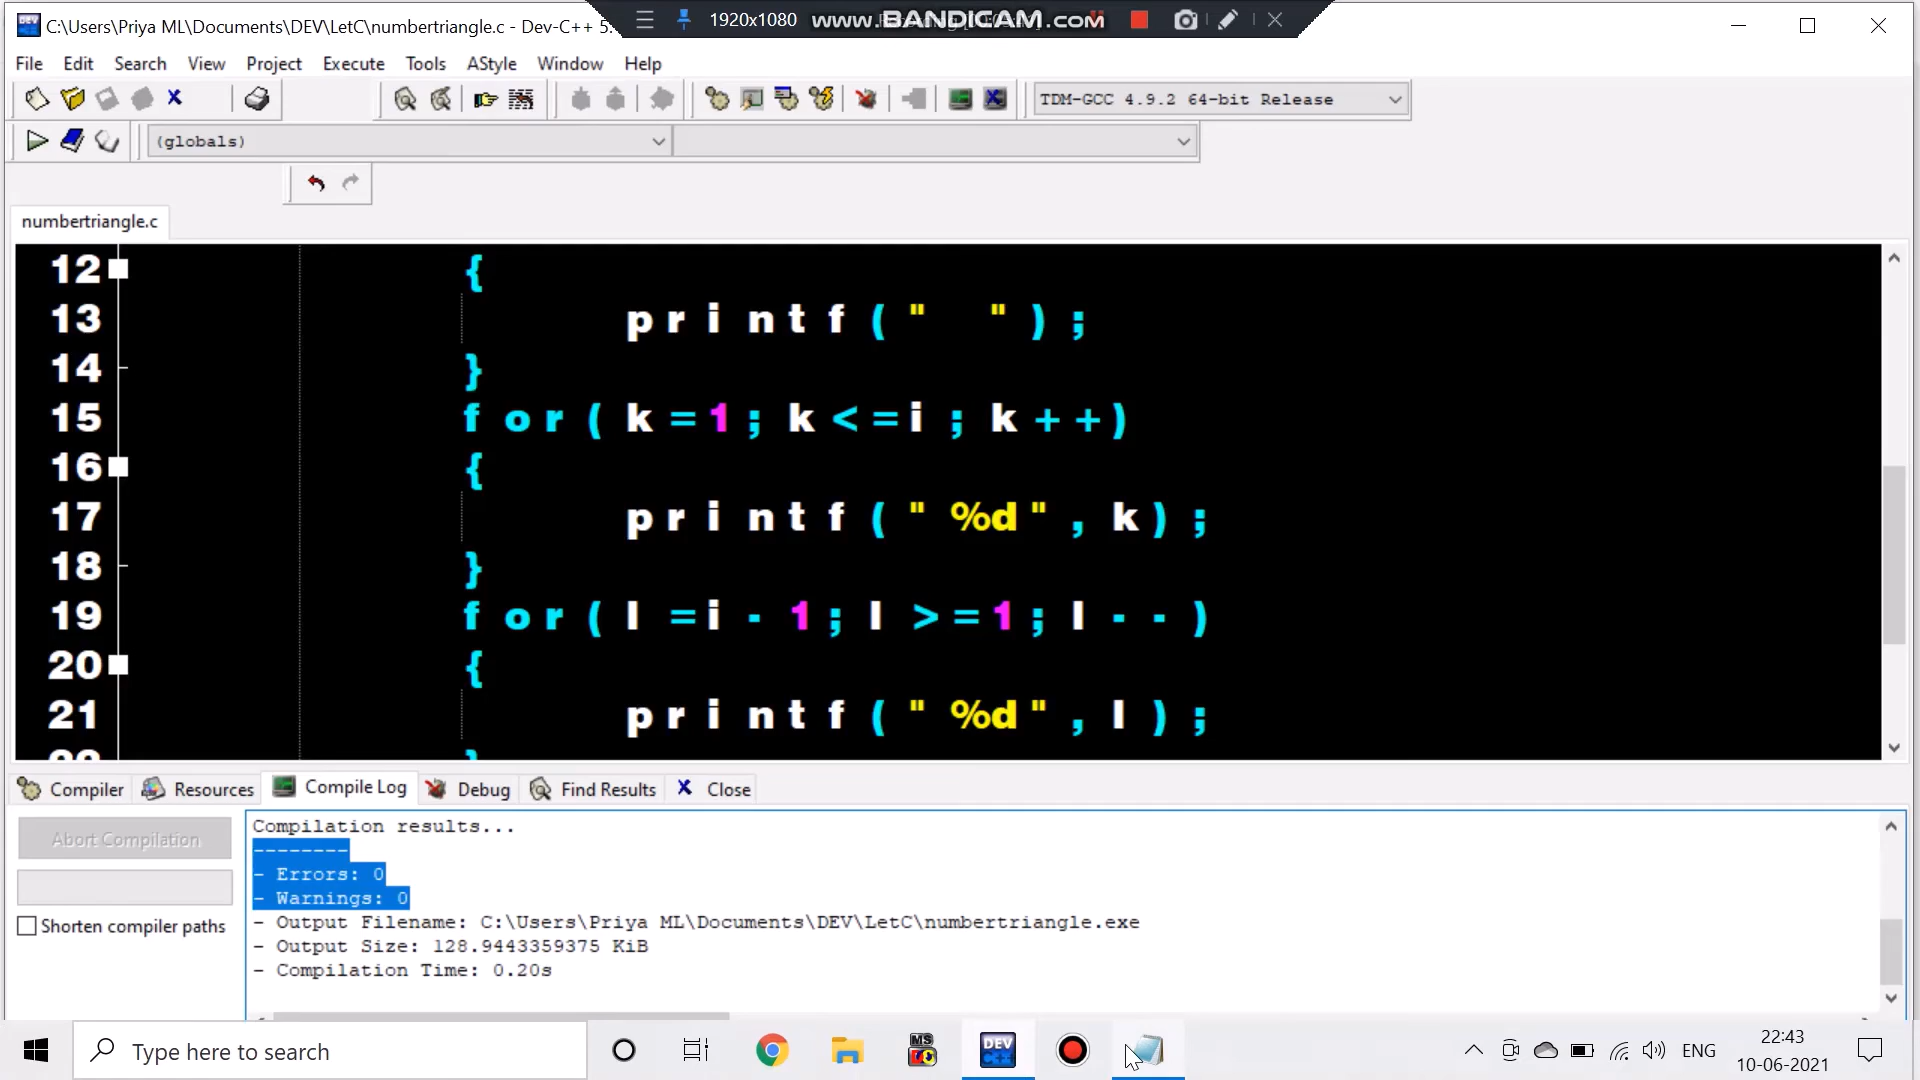 C:\Users\Priya ML\Documents\DEV\LetC\numbertriangle.c - Dev-C++ 5.
1920x1080
www.BANDICAM.com
File Edit Search View Project Execute Tools AStyle Window Help
TDM-GCC 4.9.2 64-bit Release
(globals)
numbertriangle.c
12 {
13 printf("  ");
14 }
15 for(k=1;k<=i;k++)
16 {
17 printf(" %d",k);
18 }
19 for(l=i-1;l>=1;l--)
20 {
21 printf(" %d",l);
22 }
Compiler Resources Compile Log Debug Find Results Close
Abort Compilation
Shorten compiler paths
Compilation results...
--------
- Errors: 0
- Warnings: 0
- Output Filename: C:\Users\Priya ML\Documents\DEV\LetC\numbertriangle.exe
- Output Size: 128.9443359375 KiB
- Compilation Time: 0.20s
Type here to search
MS
DEV
C++
ENG
22:43
10-06-2021